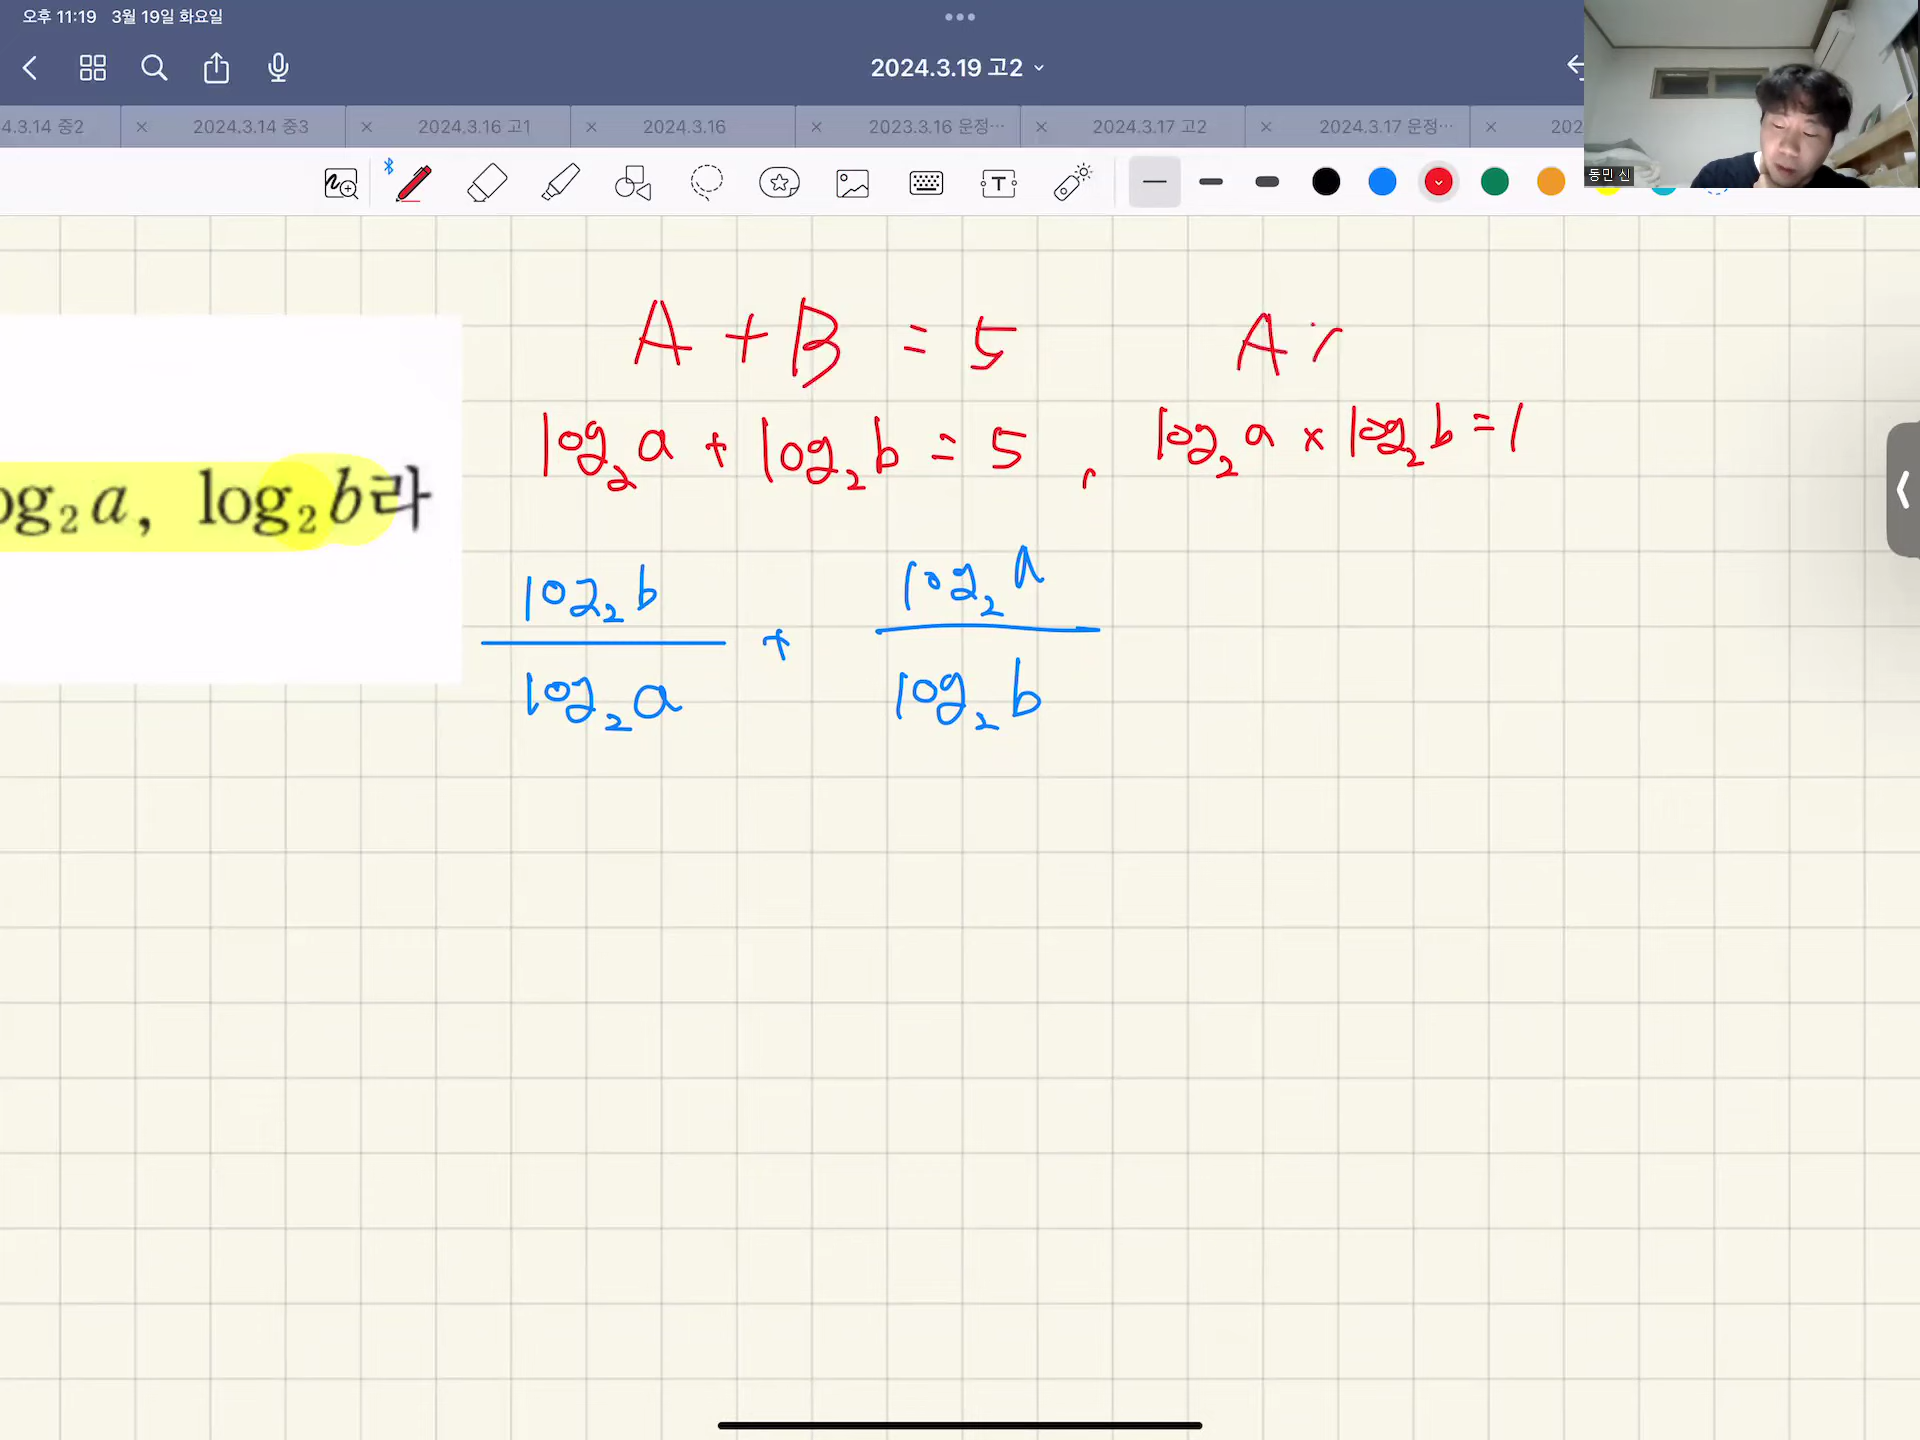 오후 11:19 3월 19일 화요일
2024.3.19 고2
4.3.14 중2 2024.3.14 중3 2024.3.16 고1 2024.3.16 2023.3.16 운정… 2024.3.17 고2 2024.3.17 운정… 202
동민 신
A + B = 5 A
log₂a + log₂b = 5 , log₂a × log₂b = 1
og₂a, log₂b라
log₂b / log₂a + log₂a / log₂b